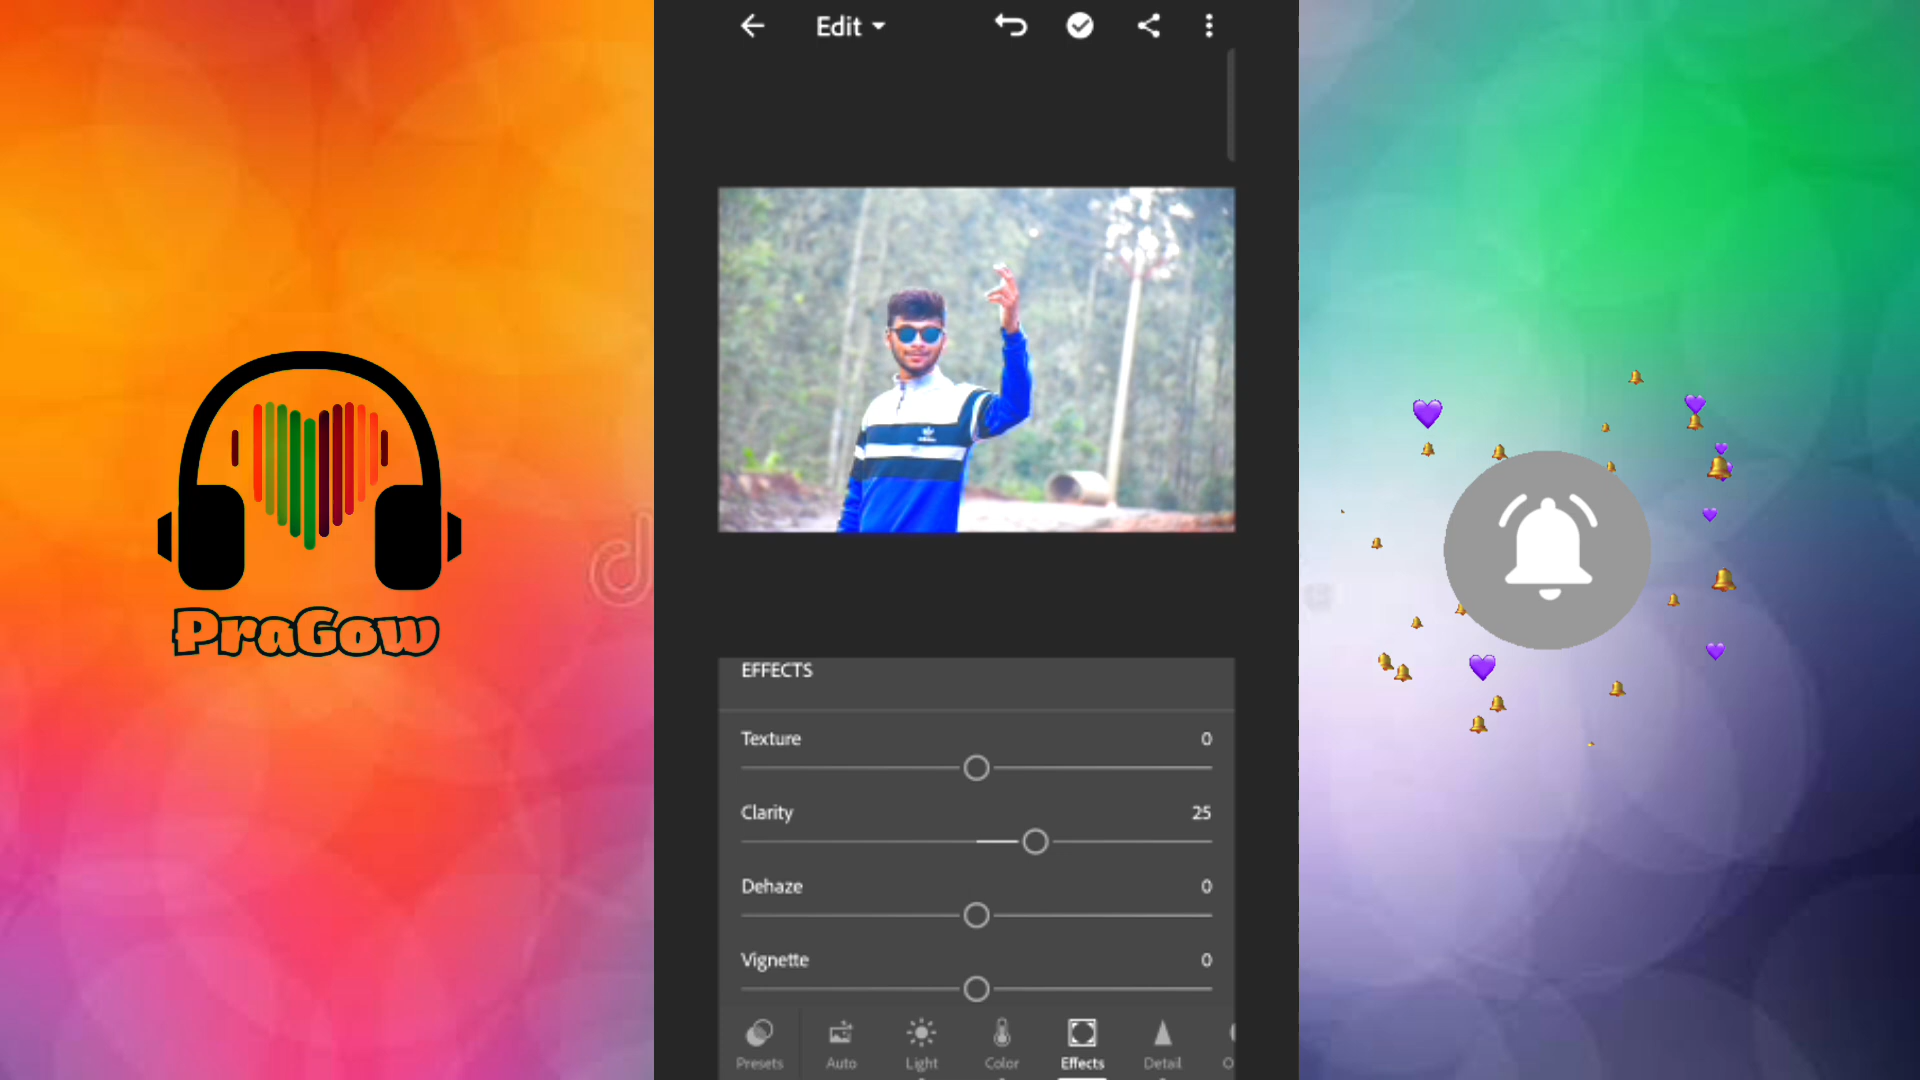 Edit
PraGow
EFFECTS
Texture 0
Clarity 25
Dehaze 0
Vignette 0
Presets Auto Light Color Effects Detail